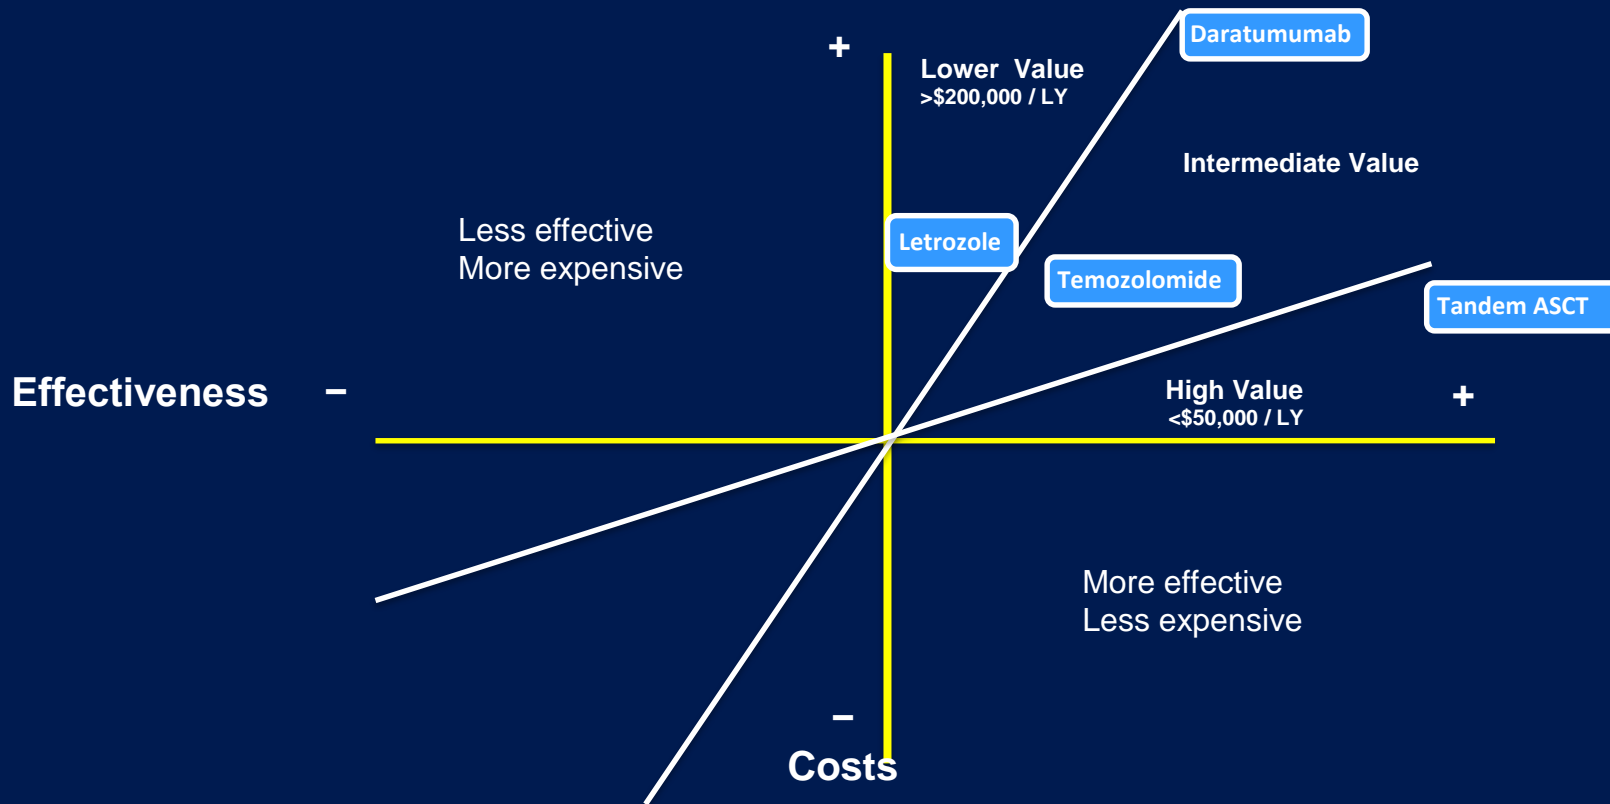 Daratumumab
+
Lower Value
>$200,000 / LY
Intermediate Value
Less effective
More expensive
Letrozole
Temozolomide
Tandem ASCT
Effectiveness −
High Value
<$50,000 / LY
+
More effective
Less expensive
−
Costs